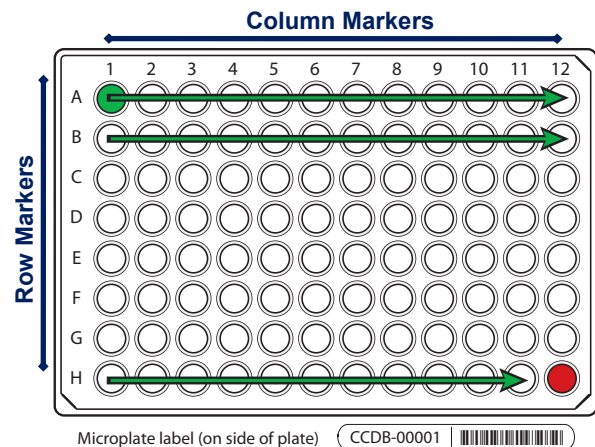 Column Markers
1 2 3 4 5 6 7 8 9 10 11 12
Row Markers
A
B
C
D
E
F
G
H
Microplate label (on side of plate) CCDB-00001